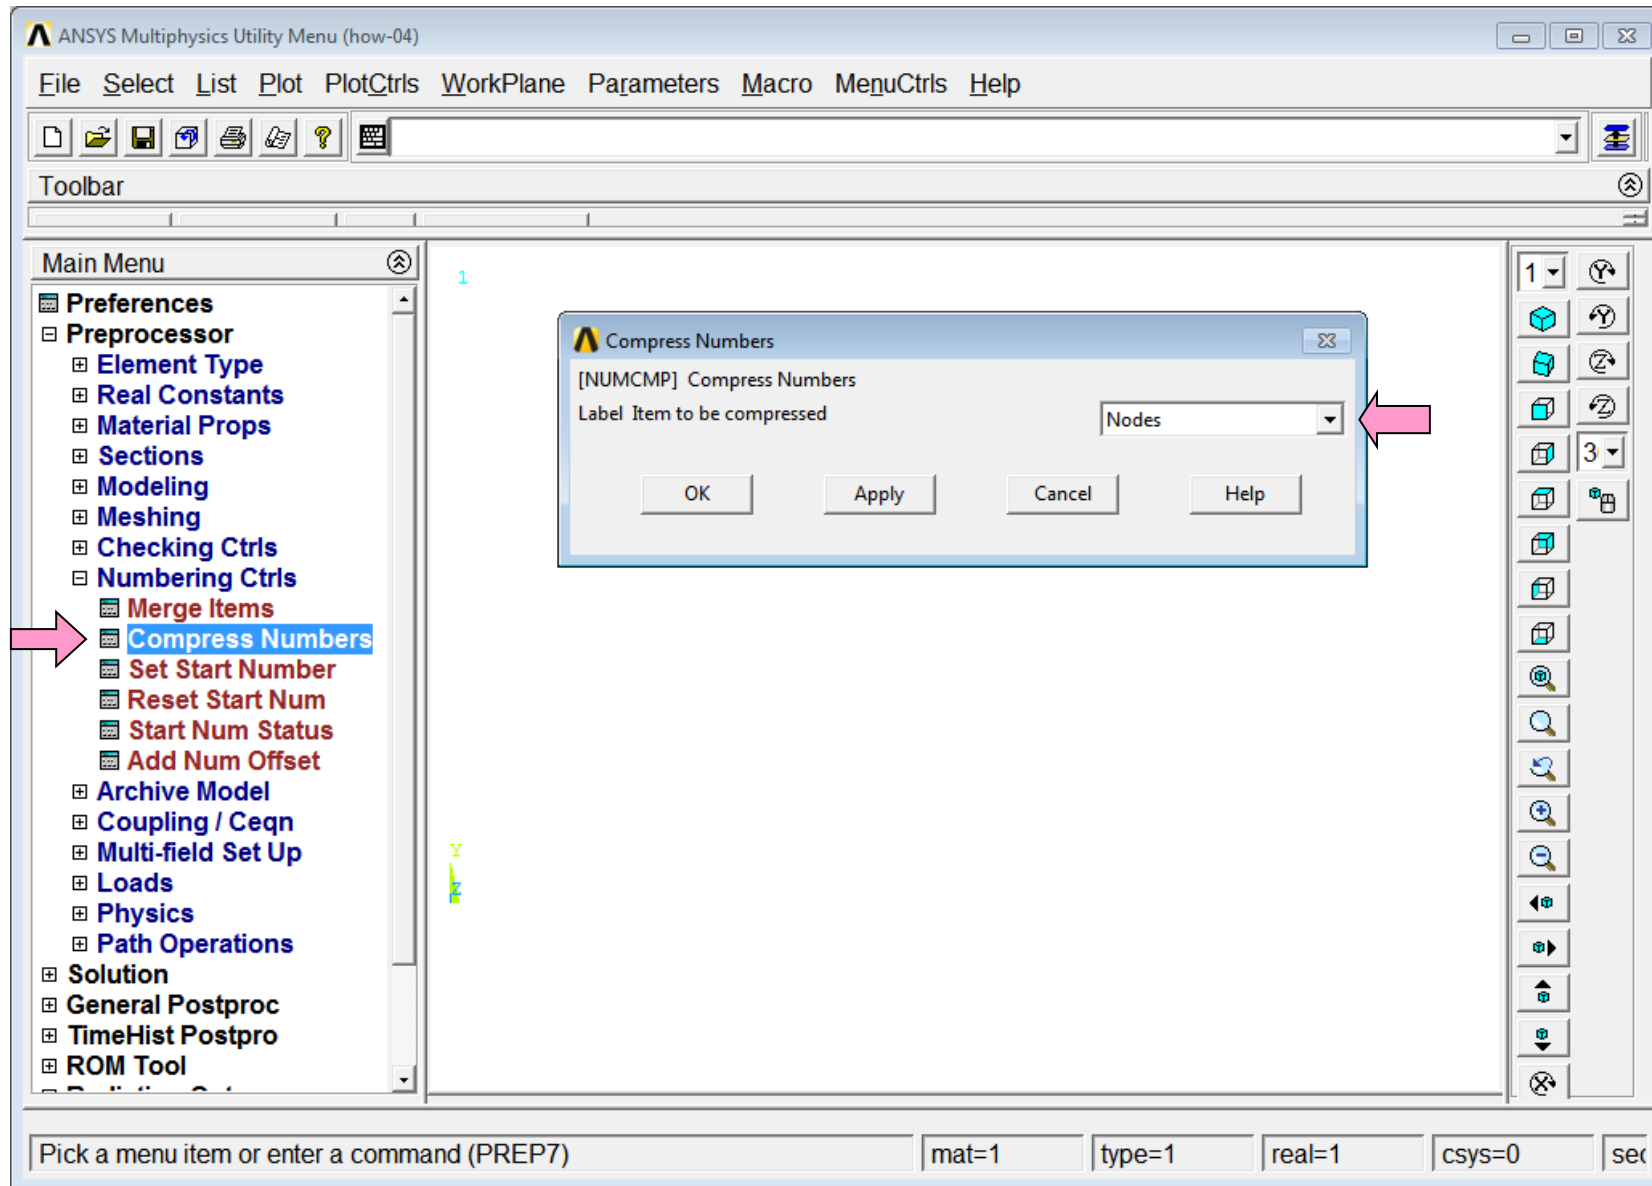 ANSYS Multiphysics Utility Menu (how-04)
File Select List Plot PlotCtrls WorkPlane Parameters Macro MenuCtrls Help
Toolbar
Main Menu
Preferences
Preprocessor
Element Type
Real Constants
Material Props
Sections
Modeling
Meshing
Checking Ctrls
Numbering Ctrls
Merge Items
Compress Numbers
Set Start Number
Reset Start Num
Start Num Status
Add Num Offset
Archive Model
Coupling / Ceqn
Multi-field Set Up
Loads
Physics
Path Operations
Solution
General Postproc
TimeHist Postpro
ROM Tool
1
Compress Numbers
[NUMCMP] Compress Numbers
Label Item to be compressed
Nodes
OK Apply Cancel Help
Y
Z
1
3
Pick a menu item or enter a command (PREP7)
mat=1 type=1 real=1 csys=0 sec